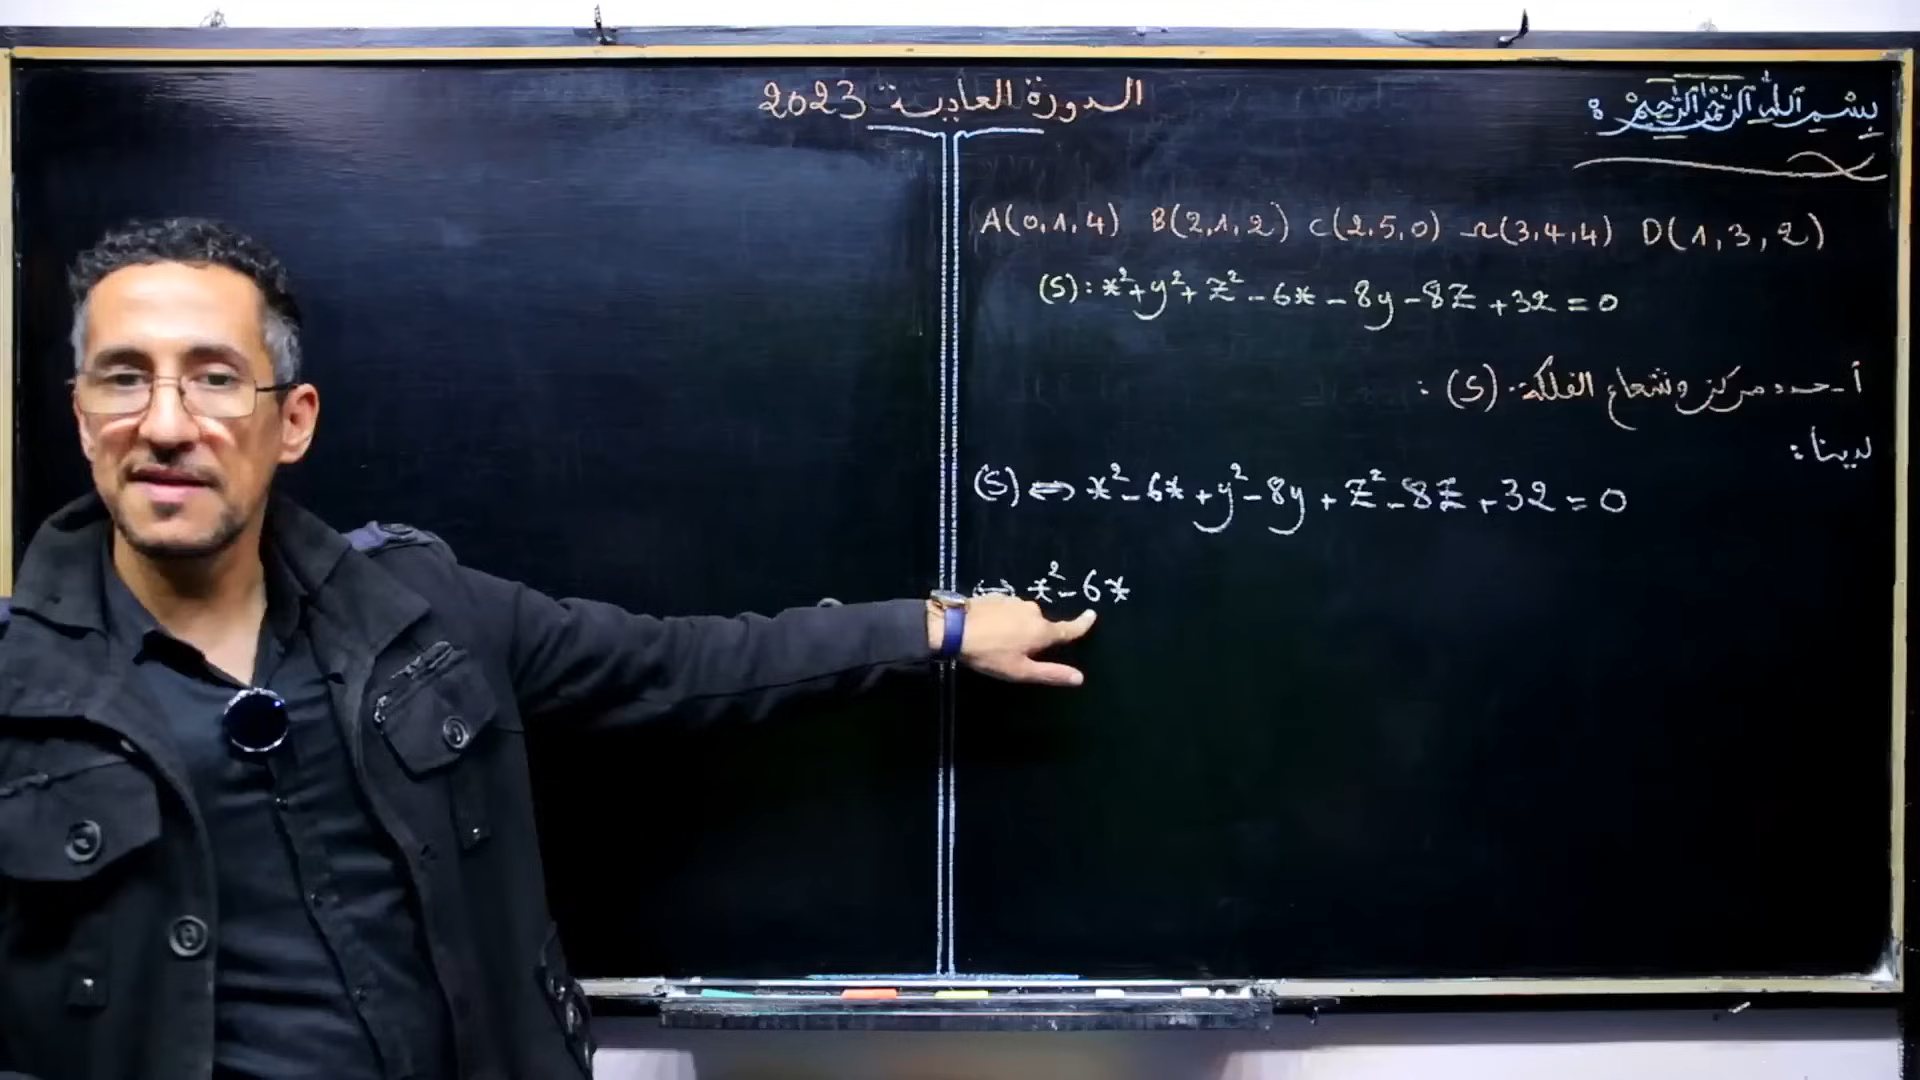 بسم الله الرحمن الرحيم :
الدورة العادية 2023
A(0,1,4) B(2,1,2) C(2,5,0) Ω(3,4,4) D(1,3,2)
(S): x²+y²+z²-6x-8y-8z+32=0
أ- حدد مركز وشعاع الفلكة (S) :
لدينا :
(S) ⟺ x²-6x+y²-8y+z²-8z+32=0
⟺ x²-6x